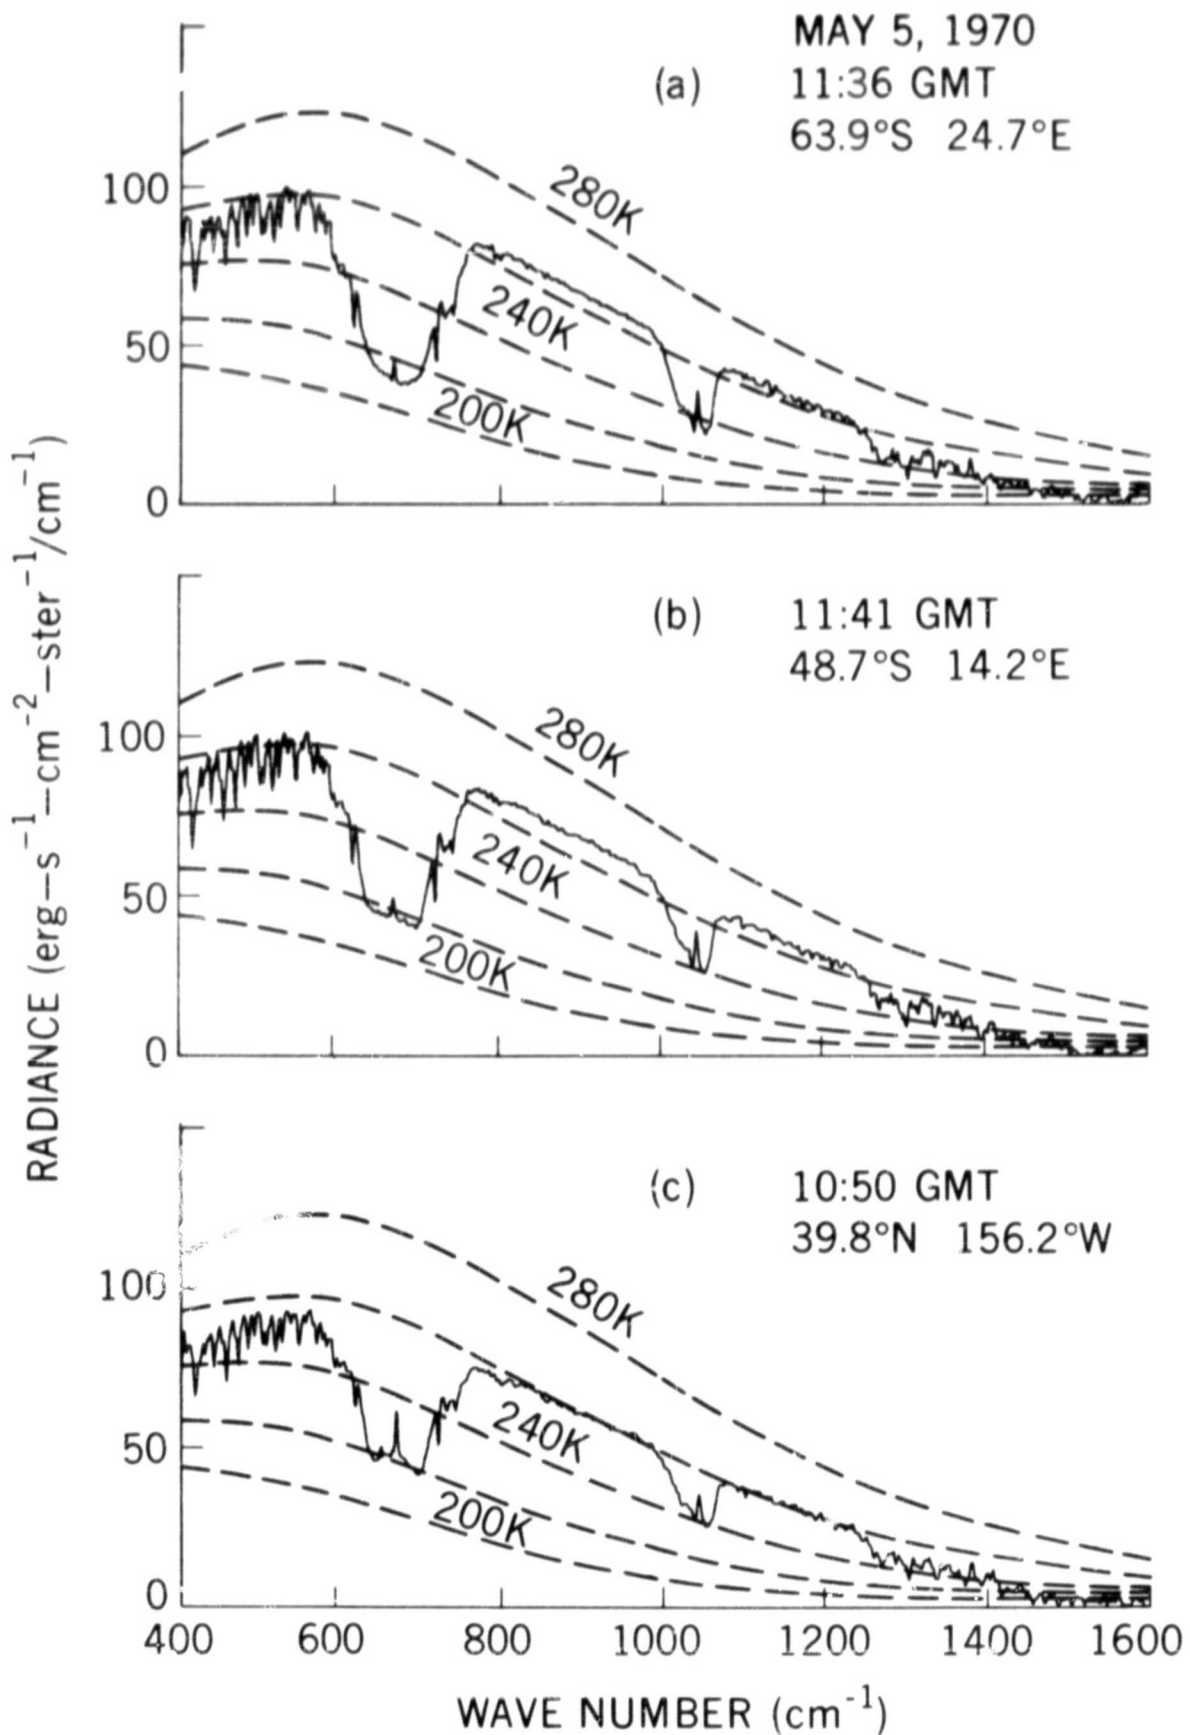 MAY 5, 1970
(a) 11:36 GMT
63.9°S 24.7°E
280K
240K
200K
100
50
0
(b) 11:41 GMT
48.7°S 14.2°E
280K
240K
200K
100
50
0
(c) 10:50 GMT
39.8°N 156.2°W
280K
240K
200K
100
50
0
400 600 800 1000 1200 1400 1600
WAVE NUMBER (cm⁻¹)
RADIANCE (erg–s⁻¹–cm⁻²–ster⁻¹/cm⁻¹)